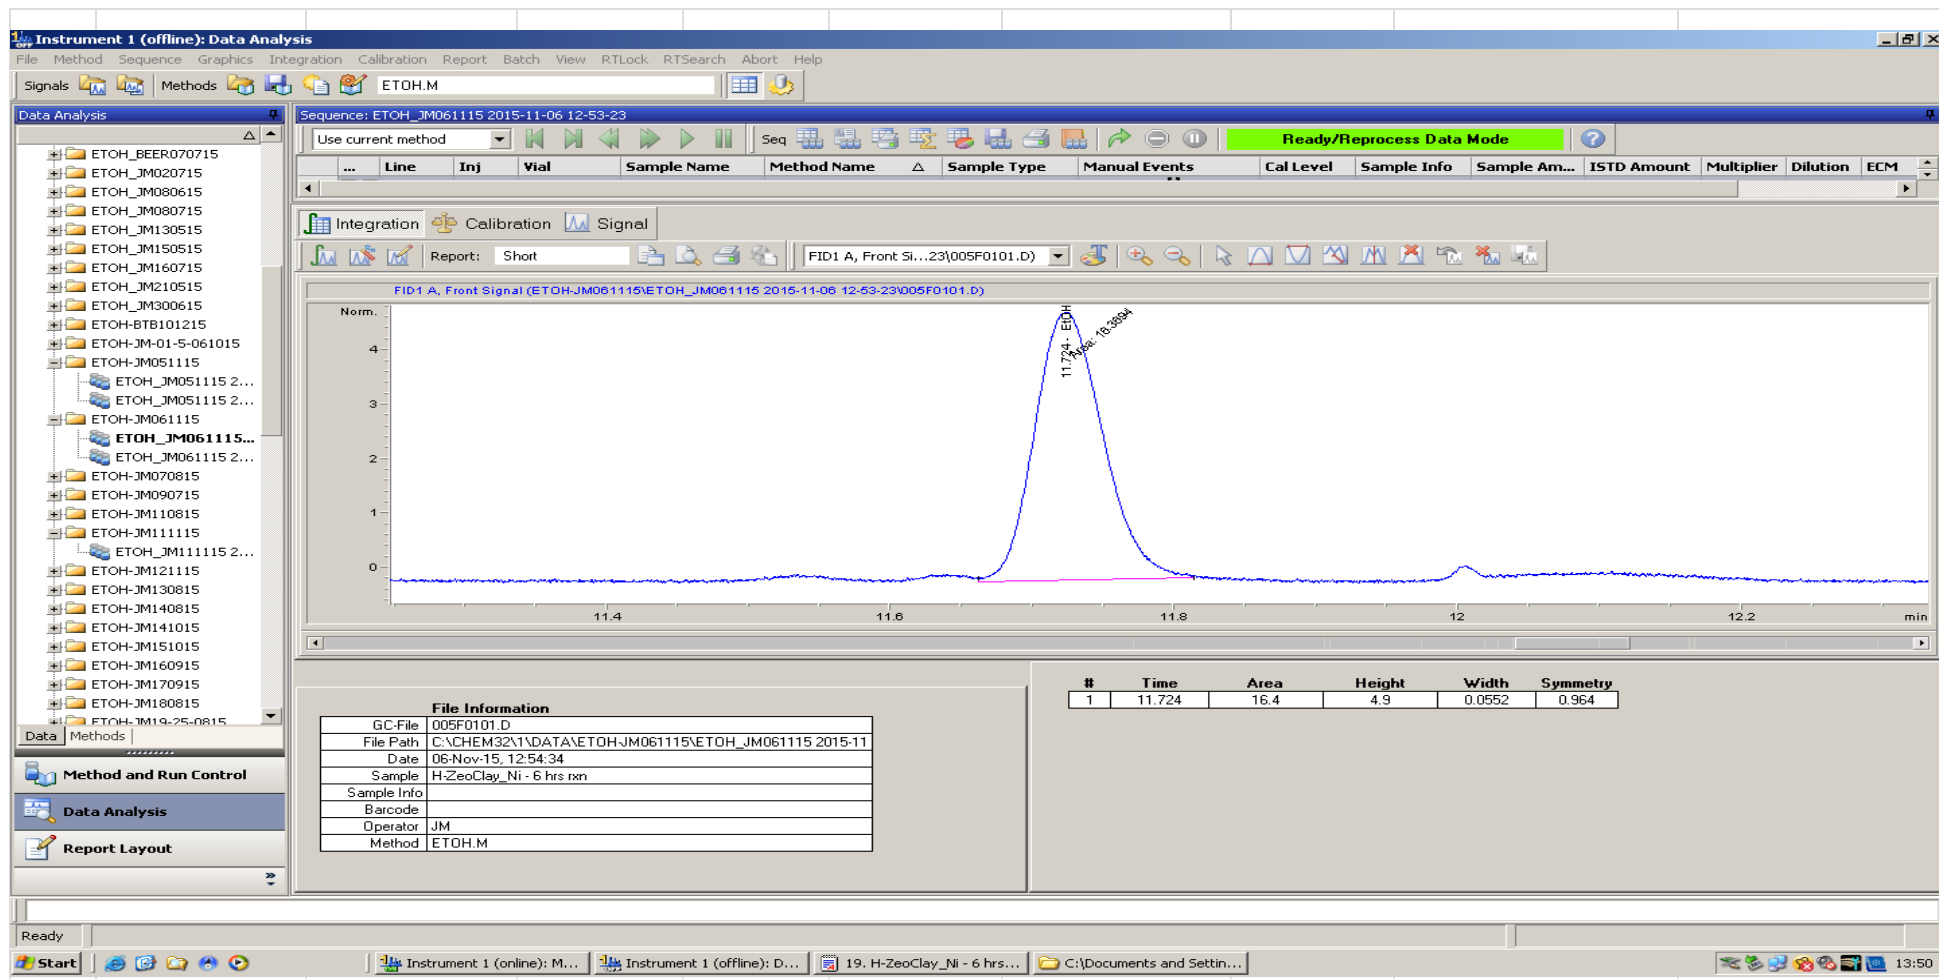 Instrument 1 (offline): Data Analysis
File Method Sequence Graphics Integration Calibration Report Batch View RTLock RTSearch Abort Help
Signals Methods ETOH.M
Data Analysis
ETOH_BEER070715
ETOH_JM020715
ETOH_JM080615
ETOH_JM080715
ETOH_JM130515
ETOH_JM150515
ETOH_JM160715
ETOH_JM210515
ETOH_JM300615
ETOH-BTB101215
ETOH-JM-01-5-061015
ETOH-JM051115
ETOH_JM051115 2...
ETOH_JM051115 2...
ETOH-JM061115
ETOH_JM061115...
ETOH_JM061115 2...
ETOH-JM070815
ETOH-JM090715
ETOH-JM110815
ETOH-JM111115
ETOH_JM111115 2...
ETOH-JM121115
ETOH-JM130815
ETOH-JM140815
ETOH-JM141015
ETOH-JM151015
ETOH-JM160915
ETOH-JM170915
ETOH-JM180815
ETOH-JM19-25-0815
Data Methods
Method and Run Control
Data Analysis
Report Layout
Sequence: ETOH_JM061115 2015-11-06 12-53-23
Use current method Seq Ready/Reprocess Data Mode
... Line Inj Vial Sample Name Method Name Sample Type Manual Events Cal Level Sample Info Sample Am... ISTD Amount Multiplier Dilution ECM
Integration Calibration Signal
Report: Short FID1 A, Front Si...23\005F0101.D)
FID1 A, Front Signal (ETOH-JM061115\ETOH_JM061115 2015-11-06 12-53-23\005F0101.D)
Norm.
4
3
2
1
0
11.724 - EtOH
Area: 16.3694
11.4 11.6 11.8 12 12.2 min
File Information
GC-File 005F0101.D
File Path C:\CHEM32\1\DATA\ETOH-JM061115\ETOH_JM061115 2015-11
Date 06-Nov-15, 12:54:34
Sample H-ZeoClay_Ni - 6 hrs rxn
Sample Info
Barcode
Operator JM
Method ETOH.M
# Time Area Height Width Symmetry
1 11.724 16.4 4.9 0.0552 0.964
Ready
Start Instrument 1 (online): M... Instrument 1 (offline): D... 19. H-ZeoClay_Ni - 6 hrs... C:\Documents and Settin... 13:50